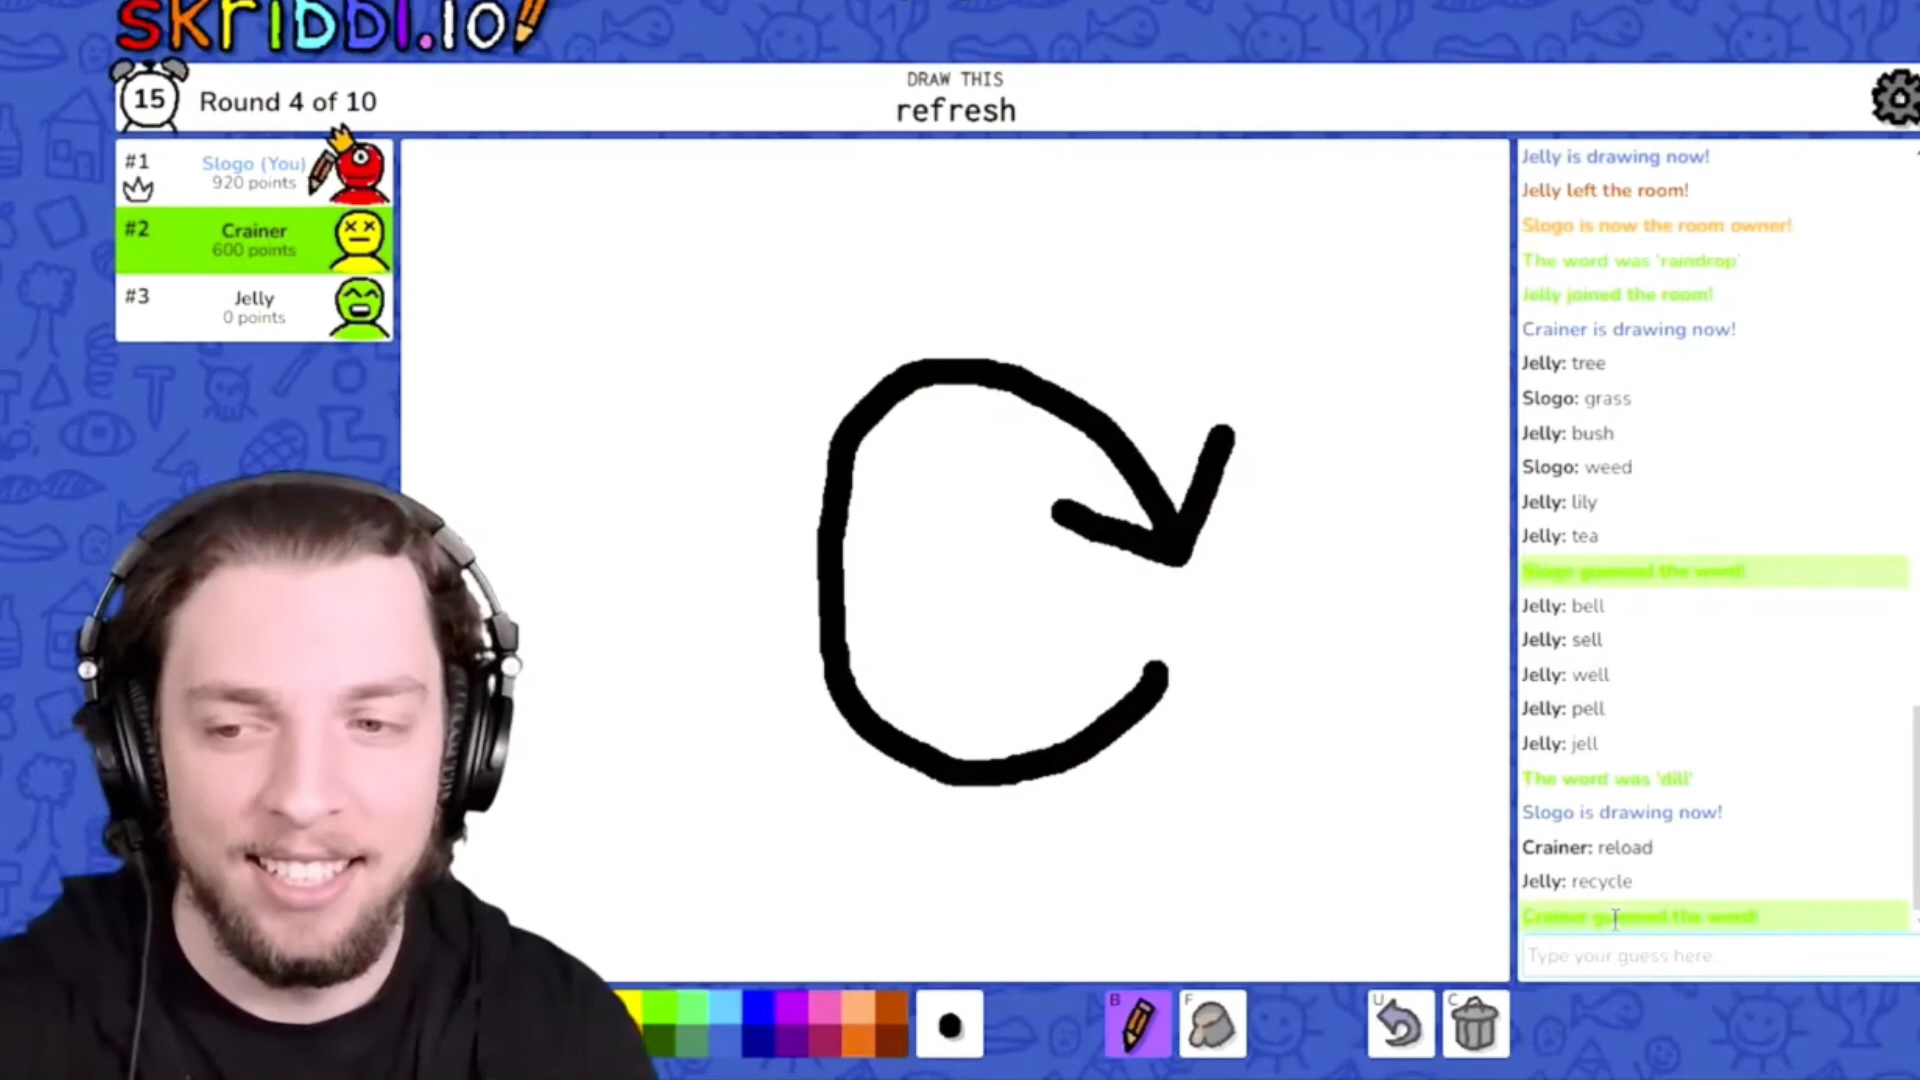 skribbl.io
15
Round 4 of 10
DRAW THIS
refresh
#1
Slogo (You)
920 points
#2
Crainer
600 points
#3
Jelly
0 points
Jelly is drawing now!
Jelly left the room!
Slogo is now the room owner!
The word was 'raindrop'
Jelly joined the room!
Crainer is drawing now!
Jelly: tree
Slogo: grass
Jelly: bush
Slogo: weed
Jelly: lily
Jelly: tea
Slogo guessed the word!
Jelly: bell
Jelly: sell
Jelly: well
Jelly: pell
Jelly: jell
The word was 'dill'
Slogo is drawing now!
Crainer: reload
Jelly: recycle
Crainer guessed the word!
Type your guess here...
B
F
U
C